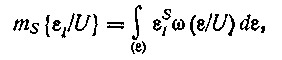 m_S {ε_l/U} = ∫_(ε) ε_l^S ω (ε/U) dε,